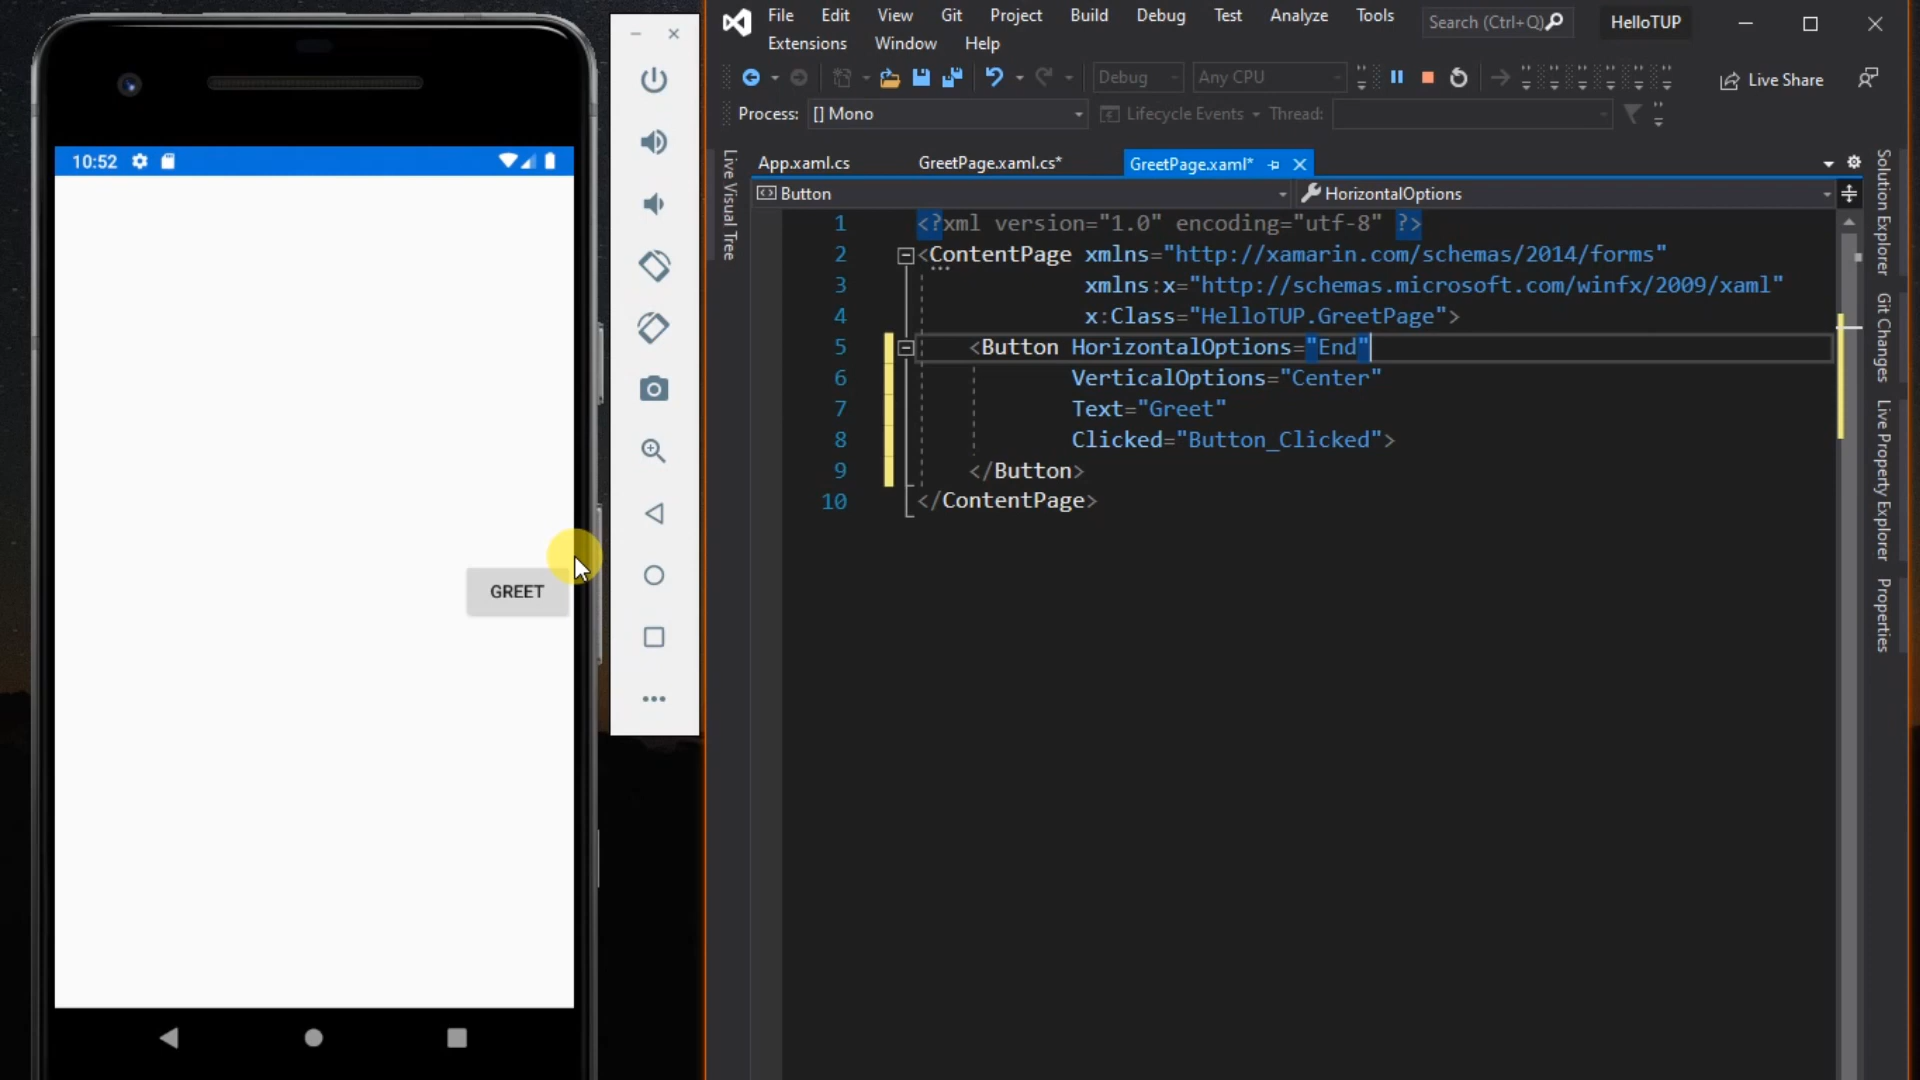 10:52
GREET
File Edit View Git Project Build Debug Test Analyze Tools Search (Ctrl+Q) HelloTUP
Extensions Window Help
Debug Any CPU Live Share
Process: [] Mono Lifecycle Events Thread:
App.xaml.cs GreetPage.xaml.cs* GreetPage.xaml*
Button HorizontalOptions
1 <?xml version="1.0" encoding="utf-8" ?>
2 <ContentPage xmlns="http://xamarin.com/schemas/2014/forms"
3 xmlns:x="http://schemas.microsoft.com/winfx/2009/xaml"
4 x:Class="HelloTUP.GreetPage">
5 <Button HorizontalOptions="End"
6 VerticalOptions="Center"
7 Text="Greet"
8 Clicked="Button_Clicked">
9 </Button>
10 </ContentPage>
Live Visual Tree
Solution Explorer
Git Changes
Live Property Explorer
Properties